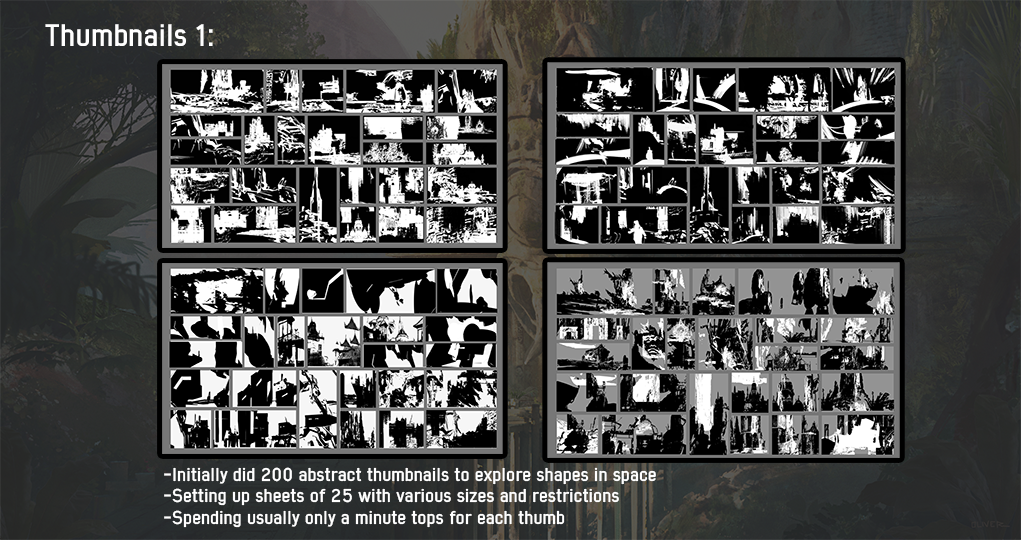 Thumbnails 1:
-Initially did 200 abstract thumbnails to explore shapes in space
-Setting up sheets of 25 with various sizes and restrictions
-Spending usually only a minute tops for each thumb